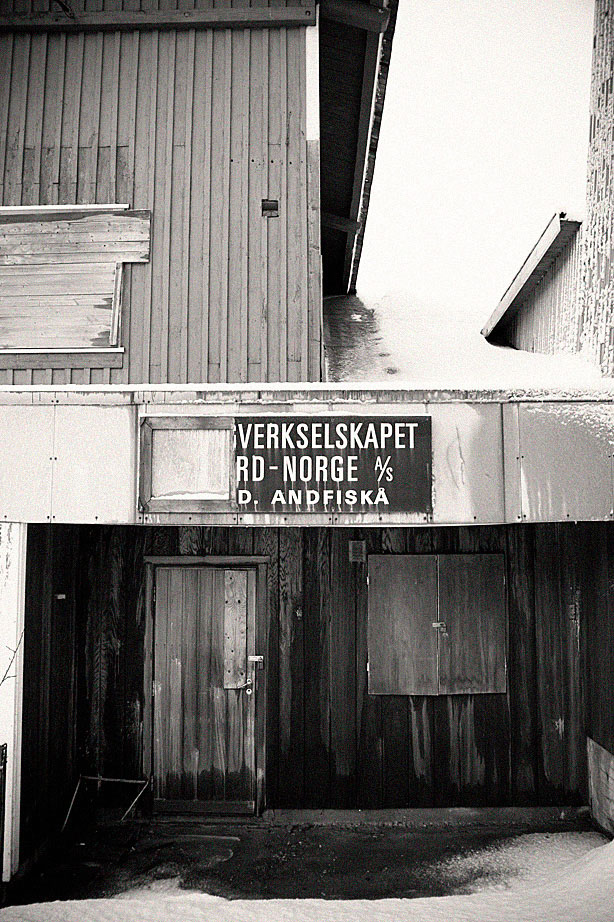 VERKSELSKAPET
RD-NORGE A/S
D. ANDFISKÅ